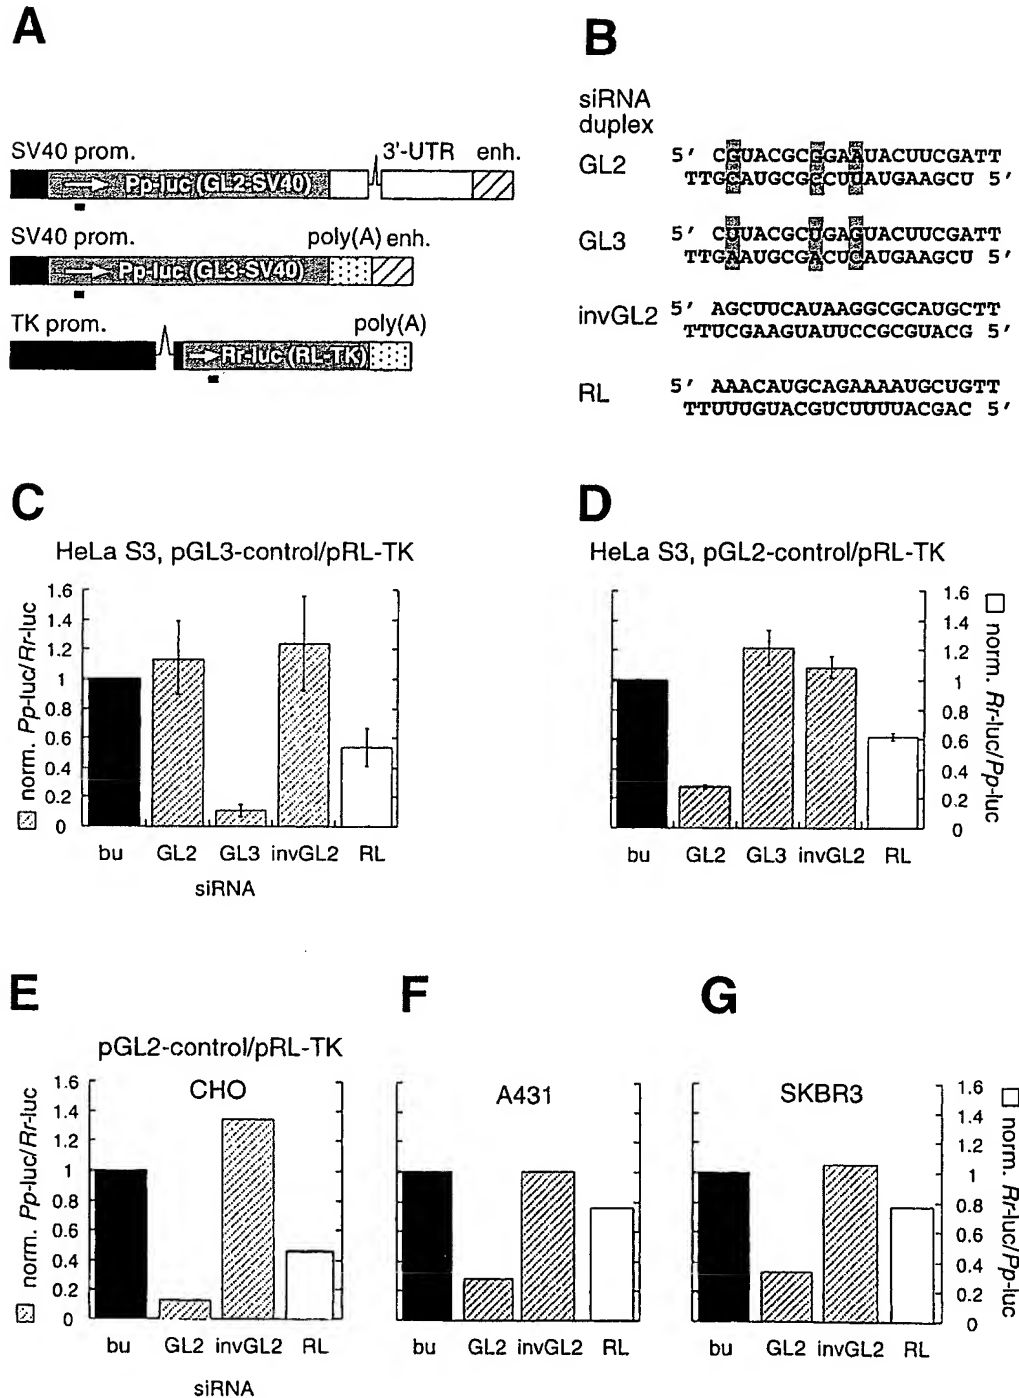 A
SV40 prom. 3'-UTR enh.
Pp-luc (GL2-SV40)
SV40 prom. poly(A) enh.
Pp-luc (GL3-SV40)
TK prom. poly(A)
Rr-luc (RL-TK)
B
siRNA
duplex
GL2
5' CGUACGCGGAAUACUUCGATT
TTGCAUGCGCCUUAUGAAGCU 5'
GL3
5' CUUACGCUGAGUACUUCGATT
TTGAAUGCGACUCAUGAAGCU 5'
invGL2
5' AGCUUCAUAAGGCGCAUGCTT
TTUCGAAGUAUUCCGCGUACG 5'
RL
5' AAACAUGCAGAAAAUGCUGTT
TTUUUGUACGUCUUUUACGAC 5'
C
HeLa S3, pGL3-control/pRL-TK
norm. Pp-luc/Rr-luc
1.6
1.4
1.2
1
0.8
0.6
0.4
0.2
0
bu GL2 GL3 invGL2 RL
siRNA
D
HeLa S3, pGL2-control/pRL-TK
1.6
1.4
1.2
1
0.8
0.6
0.4
0.2
0
norm. Rr-luc/Pp-luc
bu GL2 GL3 invGL2 RL
E
pGL2-control/pRL-TK
CHO
norm. Pp-luc/Rr-luc
1.6
1.4
1.2
1
0.8
0.6
0.4
0.2
0
bu GL2 invGL2 RL
siRNA
F
A431
bu GL2 invGL2 RL
G
SKBR3
1.6
1.4
1.2
1
0.8
0.6
0.4
0.2
0
norm. Rr-luc/Pp-luc
bu GL2 invGL2 RL